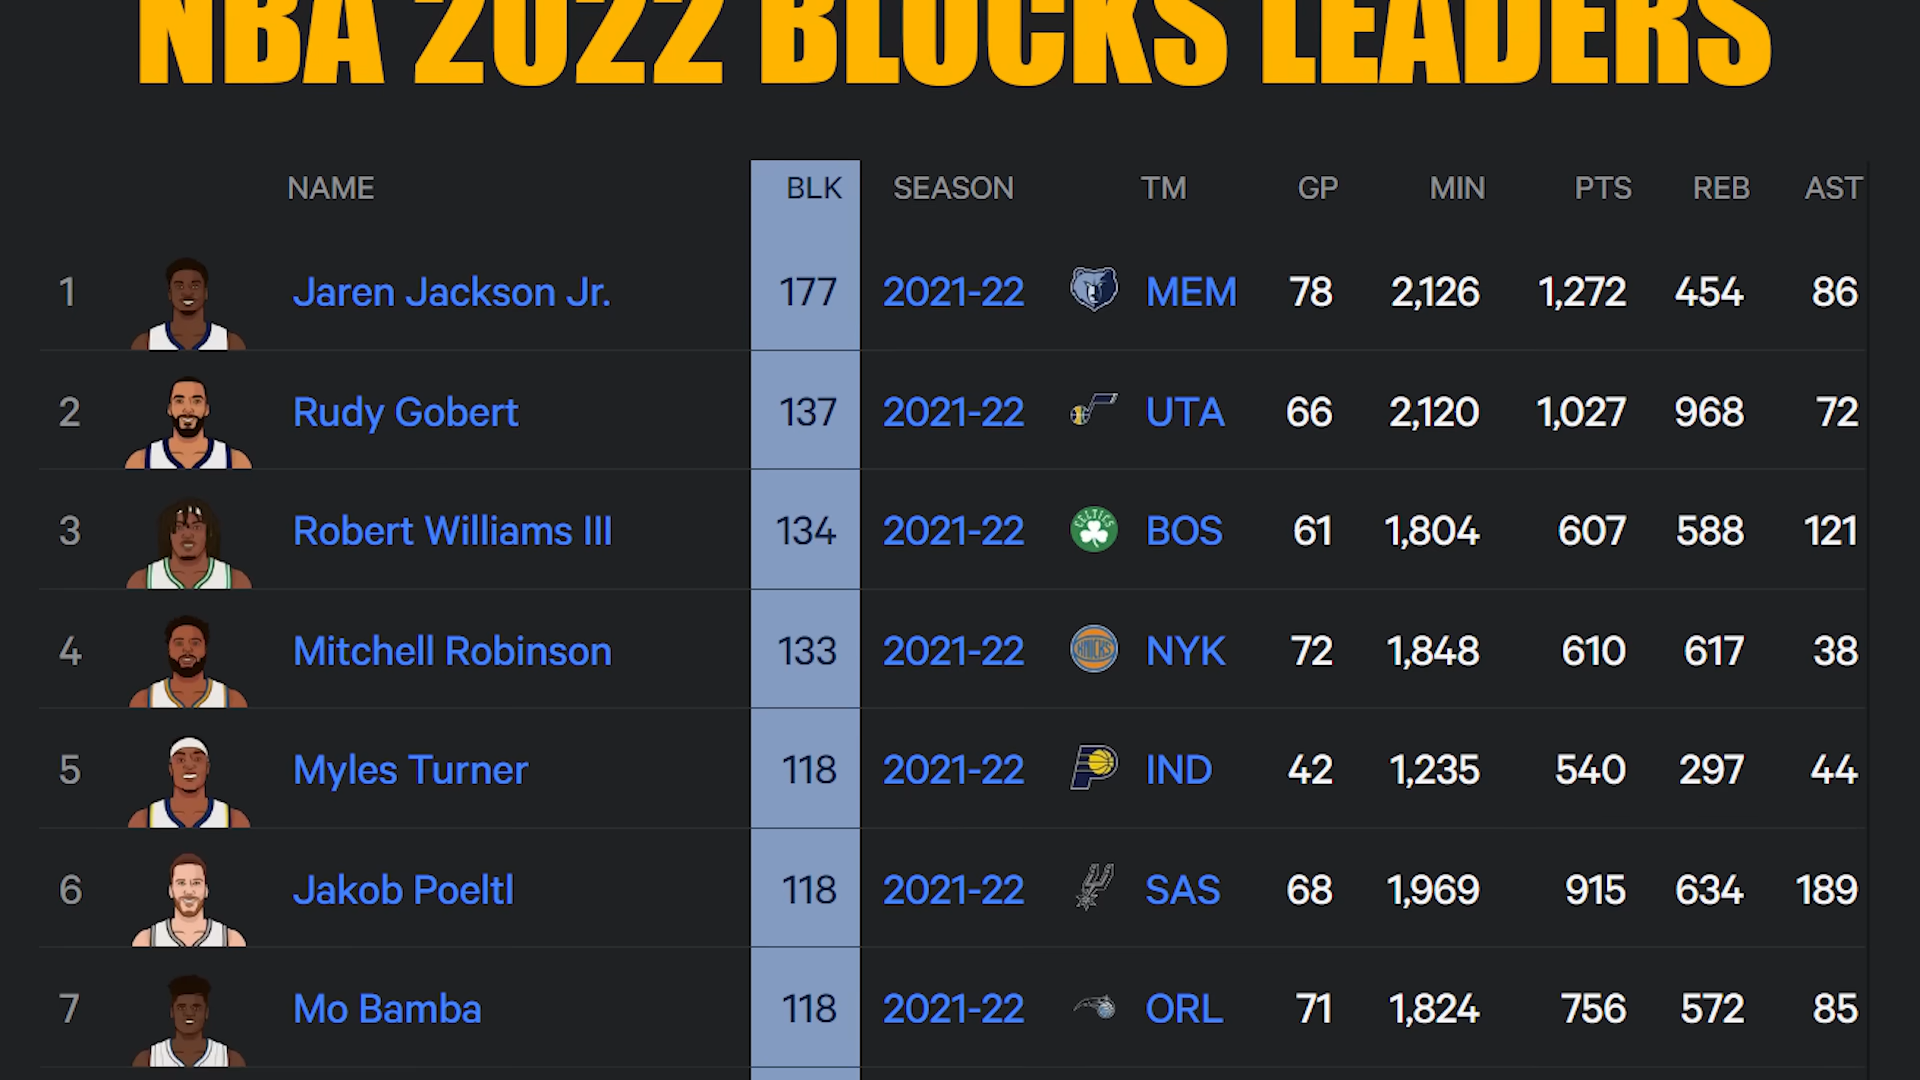 NBA 2022 BLOCKS LEADERS
NAME BLK SEASON TM GP MIN PTS REB AST
1 Jaren Jackson Jr. 177 2021-22 MEM 78 2,126 1,272 454 86
2 Rudy Gobert 137 2021-22 UTA 66 2,120 1,027 968 72
3 Robert Williams III 134 2021-22 CELTICS BOS 61 1,804 607 588 121
4 Mitchell Robinson 133 2021-22 KNICKS NYK 72 1,848 610 617 38
5 Myles Turner 118 2021-22 IND 42 1,235 540 297 44
6 Jakob Poeltl 118 2021-22 SAS 68 1,969 915 634 189
7 Mo Bamba 118 2021-22 ORL 71 1,824 756 572 85